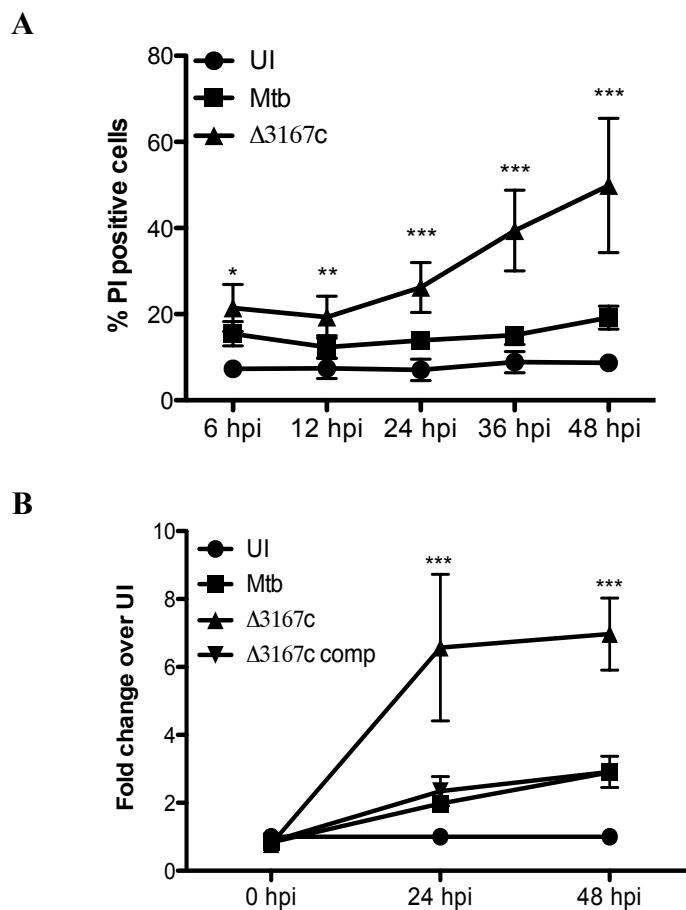 A
% PI positive cells
80
60
40
20
0
UI
Mtb
Δ3167c
*
**
***
***
***
6 hpi
12 hpi
24 hpi
36 hpi
48 hpi
B
Fold change over UI
10
8
6
4
2
0
UI
Mtb
Δ3167c
Δ3167c comp
***
***
0 hpi
24 hpi
48 hpi